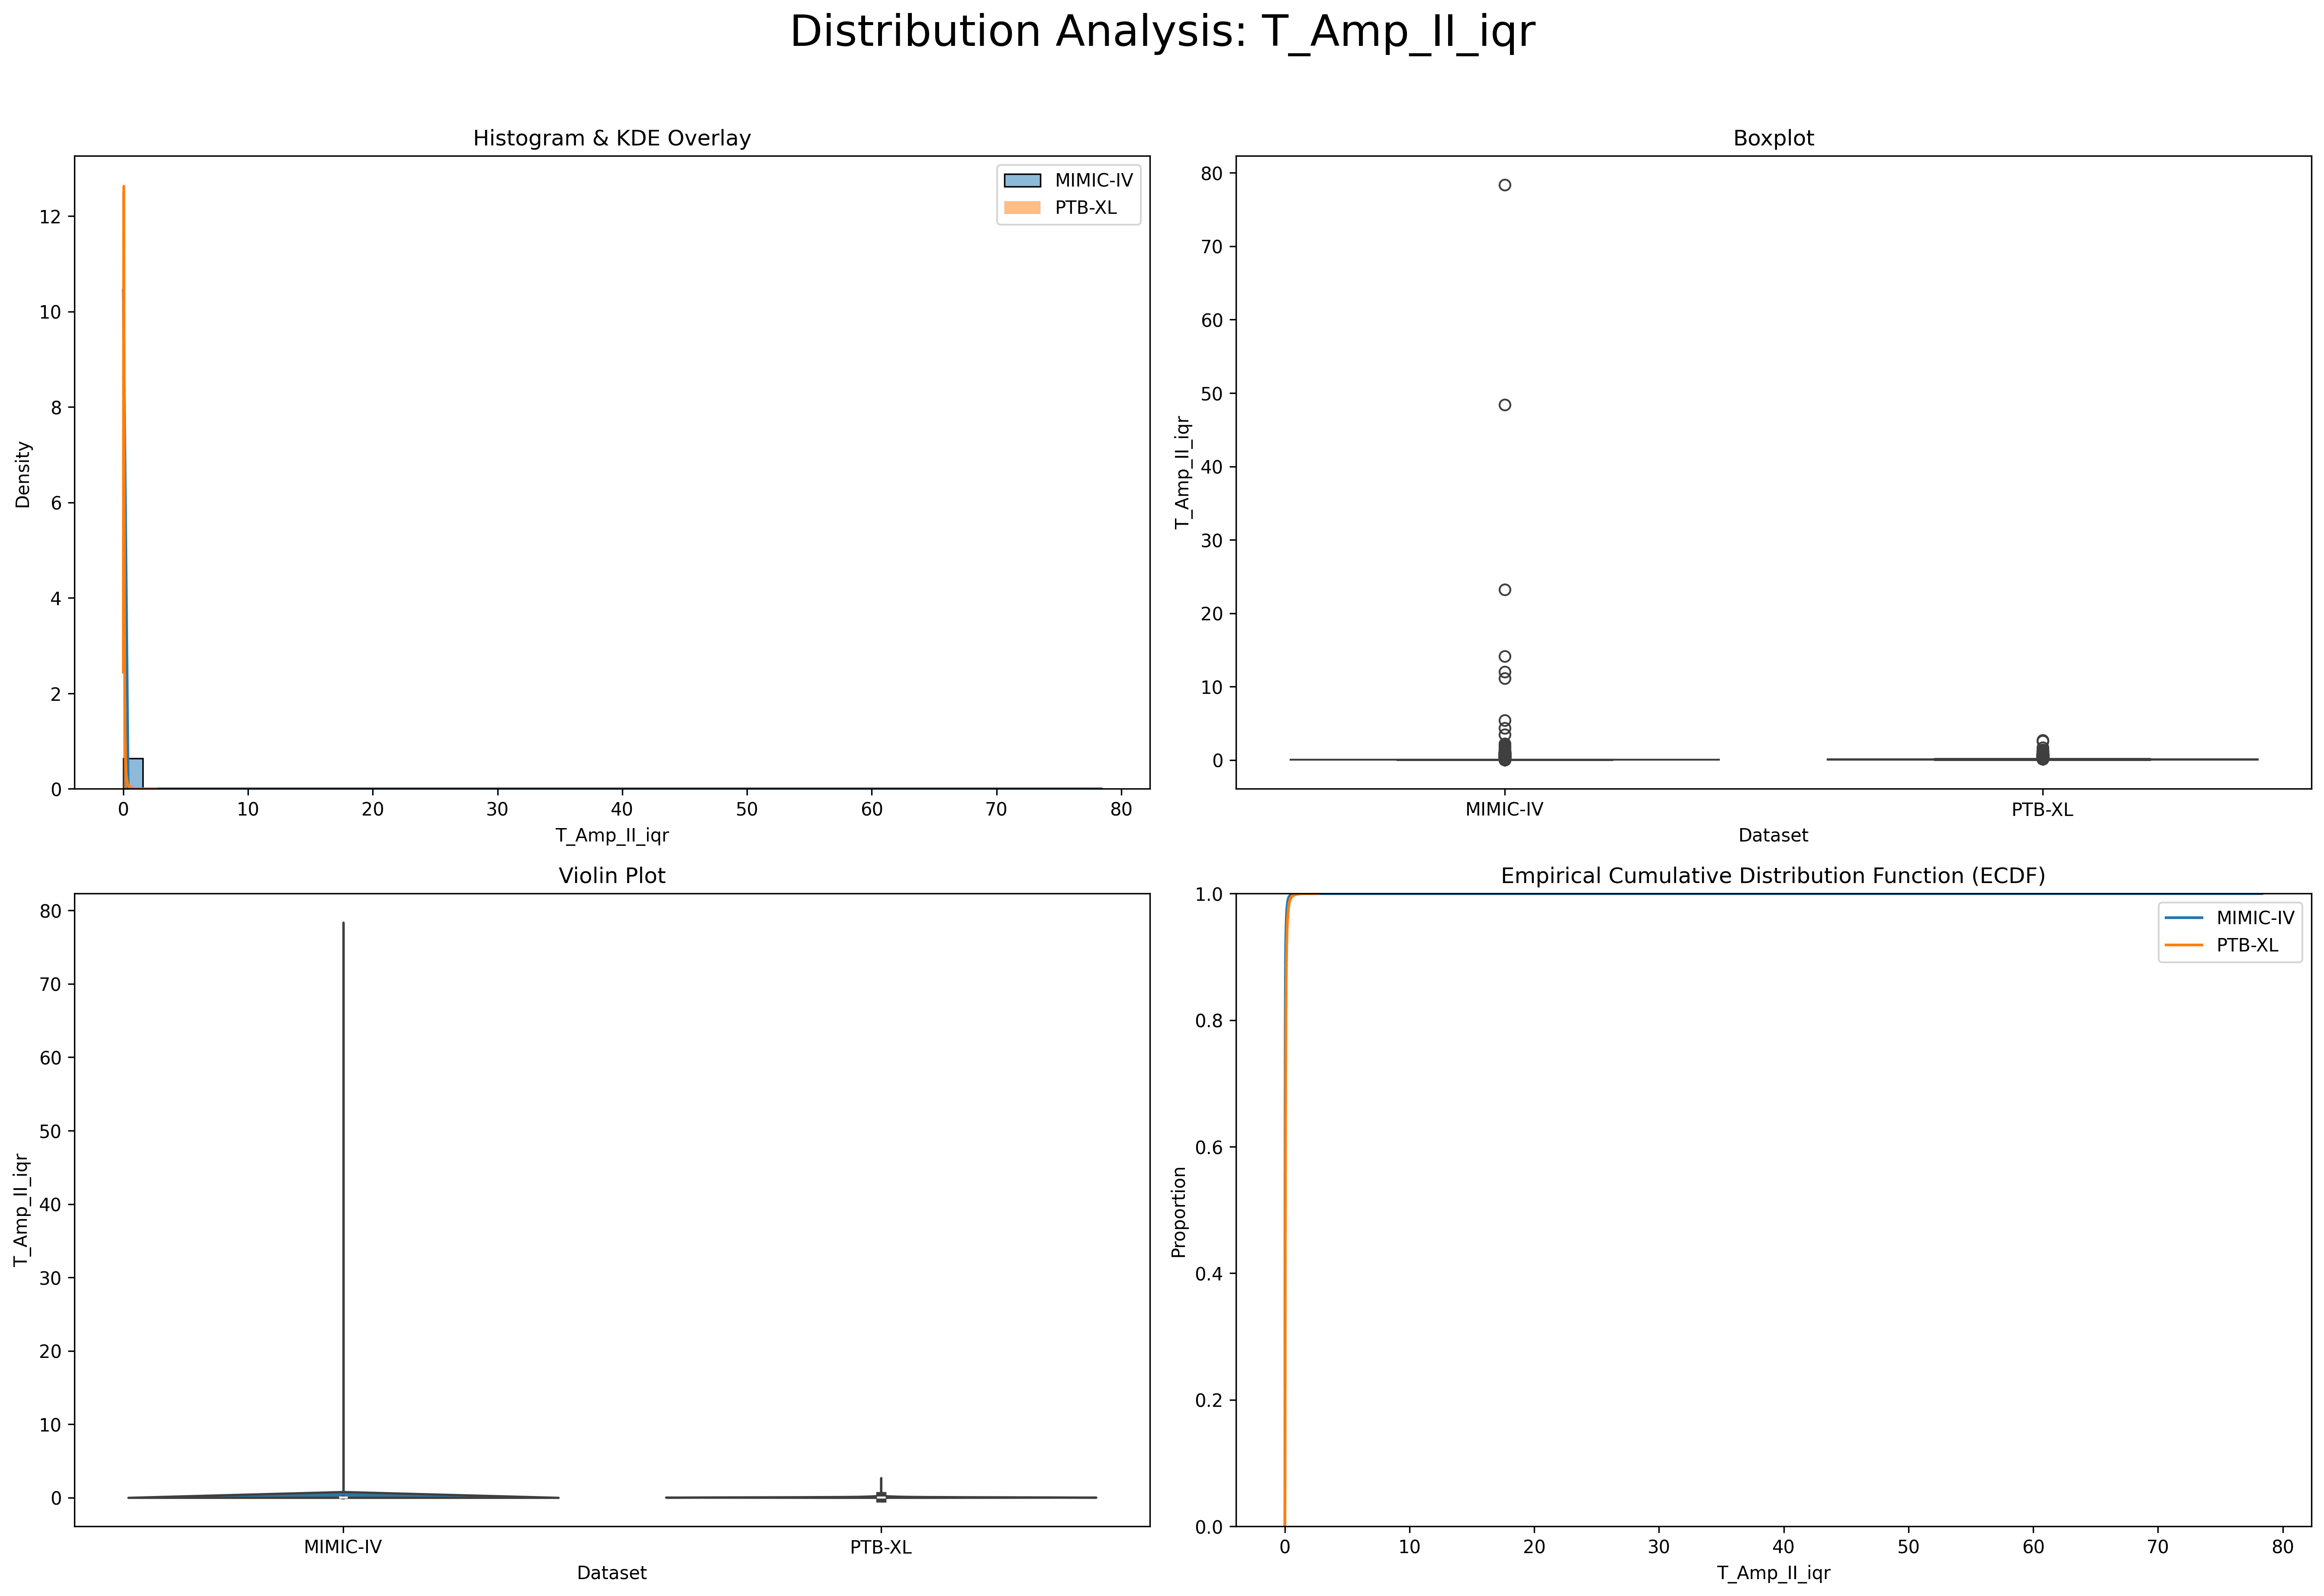 Distribution Analysis: T_Amp_II_iqr
Histogram & KDE Overlay
MIMIC-IV
PTB-XL
12
10
8
6
4
2
0
Density
0 10 20 30 40 50 60 70 80
T_Amp_II_iqr
Boxplot
80
70
60
50
40
30
20
10
0
T_Amp_II_iqr
MIMIC-IV PTB-XL
Dataset
Violin Plot
80
70
60
50
40
30
20
10
0
T_Amp_II_iqr
MIMIC-IV PTB-XL
Dataset
Empirical Cumulative Distribution Function (ECDF)
MIMIC-IV
PTB-XL
1.0
0.8
0.6
0.4
0.2
0.0
Proportion
0 10 20 30 40 50 60 70 80
T_Amp_II_iqr